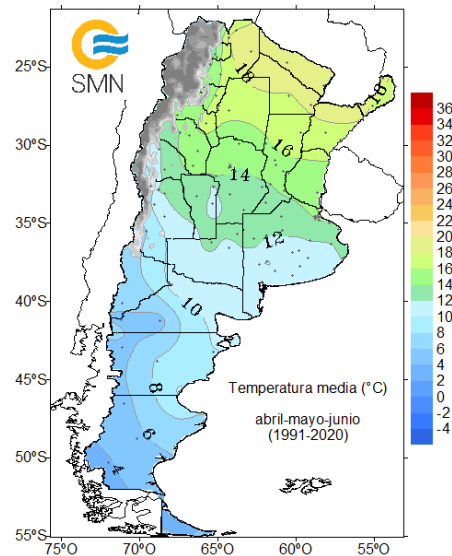 SMN
25°S
30°S
35°S
40°S
45°S
50°S
55°S
75°O
70°O
65°O
60°O
55°O
18
18
16
14
12
10
8
6
4
36
34
32
30
28
26
24
22
20
18
16
14
12
10
8
6
4
2
0
-2
-4
Temperatura media (°C)
abril-mayo-junio
(1991-2020)